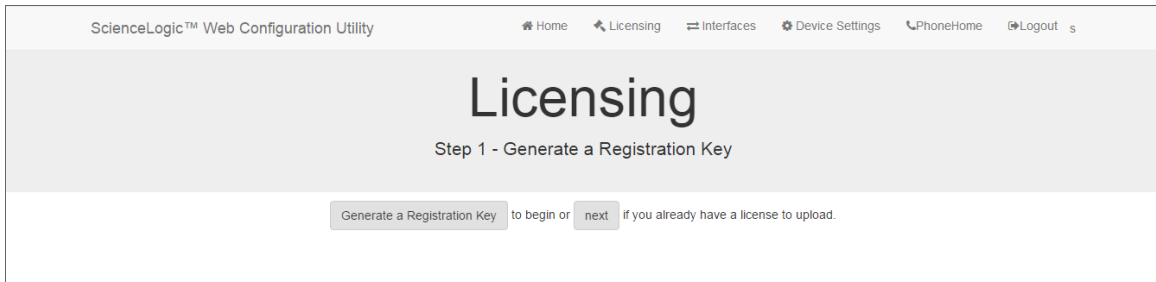 ScienceLogic™ Web Configuration Utility Home Licensing Interfaces Device Settings PhoneHome Logout s
Licensing
Step 1 - Generate a Registration Key
Generate a Registration Key to begin or next if you already have a license to upload.